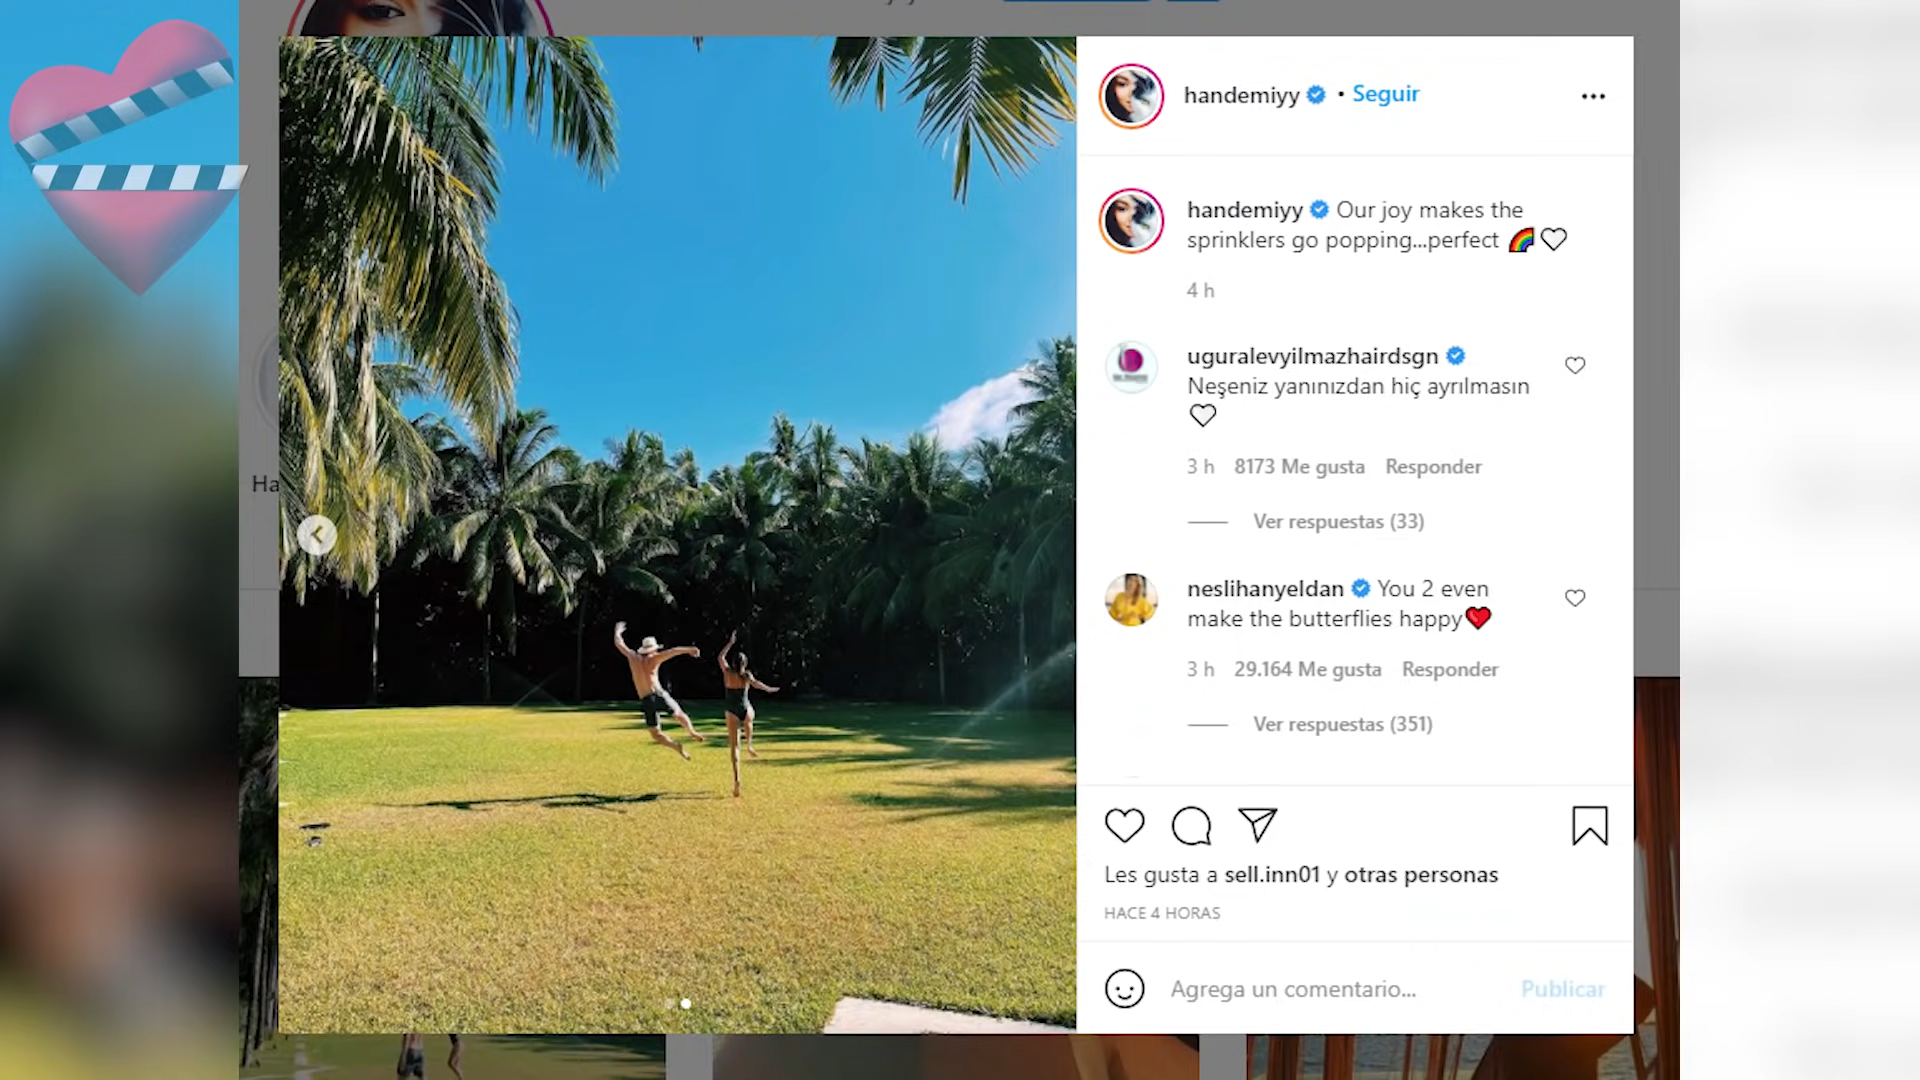 handemiyy • Seguir
handemiyy Our joy makes the
sprinklers go popping...perfect 🌈🤍
4 h
uguralevyilmazhairdsgn
Neşeniz yanınızdan hiç ayrılmasın
🤍
3 h 8173 Me gusta Responder
Ver respuestas (33)
Ha
neslihanyeldan You 2 even
make the butterflies happy❤️
3 h 29.164 Me gusta Responder
Ver respuestas (351)
Les gusta a sell.inn01 y otras personas
HACE 4 HORAS
Agrega un comentario... Publicar